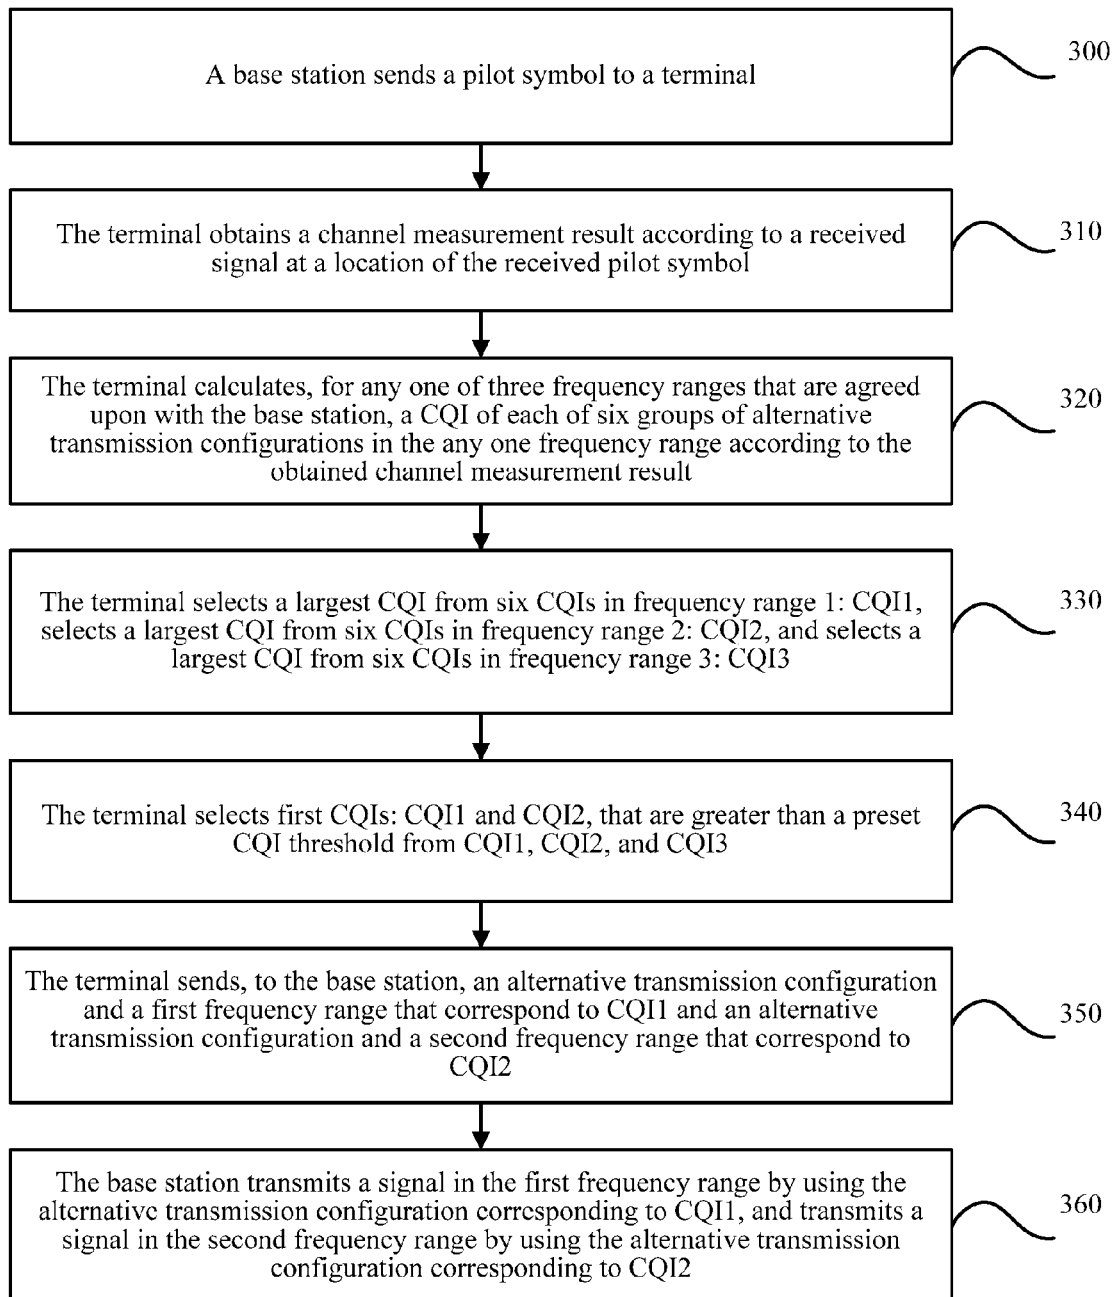 A base station sends a pilot symbol to a terminal
300
The terminal obtains a channel measurement result according to a received
signal at a location of the received pilot symbol
310
The terminal calculates, for any one of three frequency ranges that are agreed
upon with the base station, a CQI of each of six groups of alternative
transmission configurations in the any one frequency range according to the
obtained channel measurement result
320
The terminal selects a largest CQI from six CQIs in frequency range 1: CQI1,
selects a largest CQI from six CQIs in frequency range 2: CQI2, and selects a
largest CQI from six CQIs in frequency range 3: CQI3
330
The terminal selects first CQIs: CQI1 and CQI2, that are greater than a preset
CQI threshold from CQI1, CQI2, and CQI3
340
The terminal sends, to the base station, an alternative transmission configuration
and a first frequency range that correspond to CQI1 and an alternative
transmission configuration and a second frequency range that correspond to
CQI2
350
The base station transmits a signal in the first frequency range by using the
alternative transmission configuration corresponding to CQI1, and transmits a
signal in the second frequency range by using the alternative transmission
configuration corresponding to CQI2
360